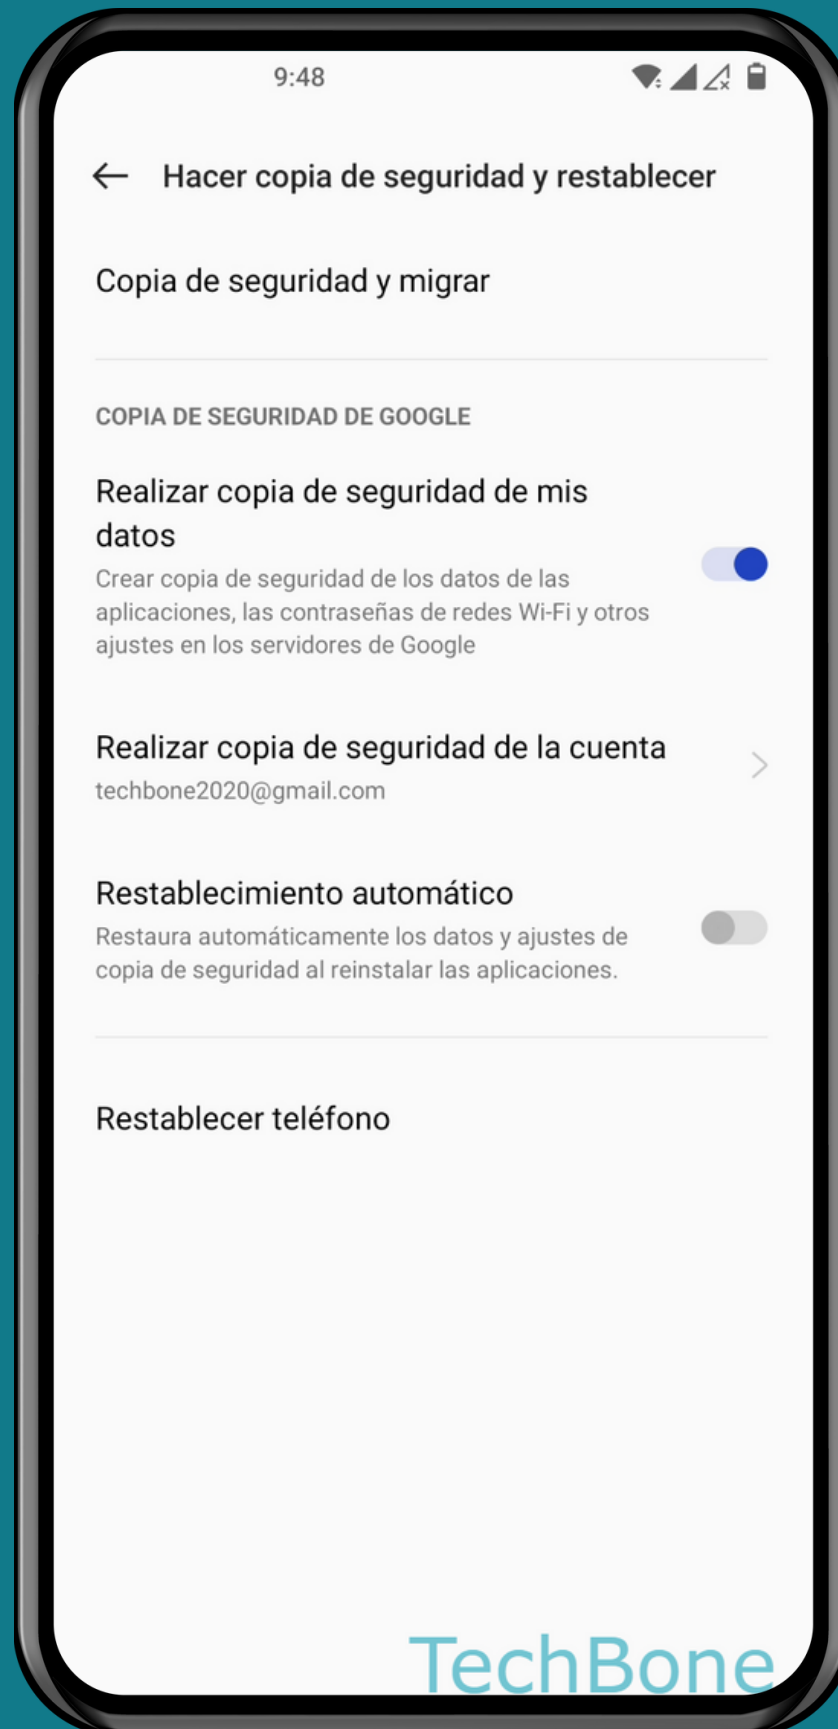 9:48
Hacer copia de seguridad y restablecer
Copia de seguridad y migrar
COPIA DE SEGURIDAD DE GOOGLE
Realizar copia de seguridad de mis
datos
Crear copia de seguridad de los datos de las
aplicaciones, las contraseñas de redes Wi-Fi y otros
ajustes en los servidores de Google
Realizar copia de seguridad de la cuenta
techbone2020@gmail.com
Restablecimiento automático
Restaura automáticamente los datos y ajustes de
copia de seguridad al reinstalar las aplicaciones.
Restablecer teléfono
TechBone